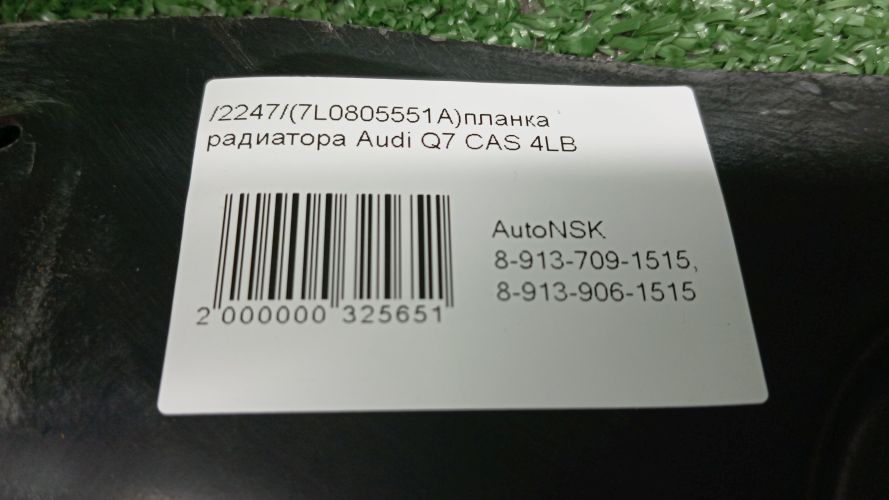 /2247/(7L0805551A)планка
радиатора Audi Q7 CAS 4LB
AutoNSK
8-913-709-1515,
8-913-906-1515
2 000000 325651